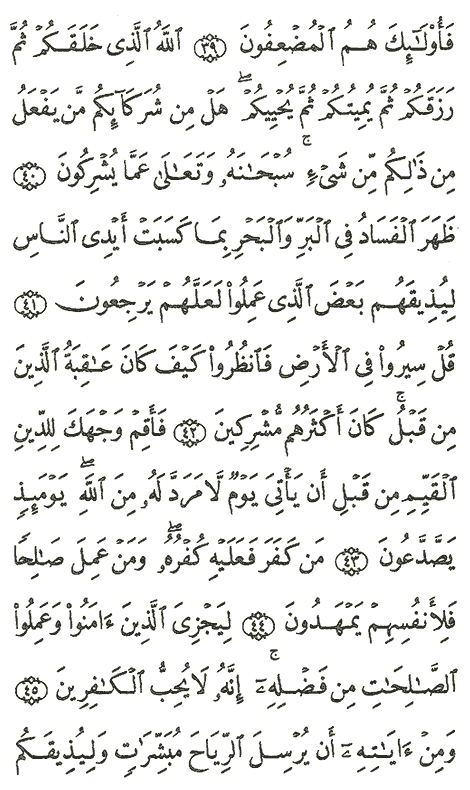 فَأُو۟لَـٰٓئِكَ هُمُ ٱلْمُضْعِفُونَ ٣٩ ٱللَّهُ ٱلَّذِى خَلَقَكُمْ ثُمَّ
رَزَقَكُمْ ثُمَّ يُمِيتُكُمْ ثُمَّ يُحْيِيكُمْ ۖ هَلْ مِن شُرَكَآئِكُم مَّن يَفْعَلُ
مِن ذَٰلِكُم مِّن شَىْءٍ ۚ سُبْحَـٰنَهُۥ وَتَعَـٰلَىٰ عَمَّا يُشْرِكُونَ ٤٠
ظَهَرَ ٱلْفَسَادُ فِى ٱلْبَرِّ وَٱلْبَحْرِ بِمَا كَسَبَتْ أَيْدِى ٱلنَّاسِ
لِيُذِيقَهُم بَعْضَ ٱلَّذِى عَمِلُوا۟ لَعَلَّهُمْ يَرْجِعُونَ ٤١
قُلْ سِيرُوا۟ فِى ٱلْأَرْضِ فَٱنظُرُوا۟ كَيْفَ كَانَ عَـٰقِبَةُ ٱلَّذِينَ
مِن قَبْلُ ۚ كَانَ أَكْثَرُهُم مُّشْرِكِينَ ٤٢ فَأَقِمْ وَجْهَكَ لِلدِّينِ
ٱلْقَيِّمِ مِن قَبْلِ أَن يَأْتِىَ يَوْمٌ لَّا مَرَدَّ لَهُۥ مِنَ ٱللَّهِ ۖ يَوْمَئِذٍ
يَصَّدَّعُونَ ٤٣ مَن كَفَرَ فَعَلَيْهِ كُفْرُهُۥ ۖ وَمَنْ عَمِلَ صَـٰلِحًا
فَلِأَنفُسِهِمْ يَمْهَدُونَ ٤٤ لِيَجْزِىَ ٱلَّذِينَ ءَامَنُوا۟ وَعَمِلُوا۟
ٱلصَّـٰلِحَـٰتِ مِن فَضْلِهِۦٓ ۚ إِنَّهُۥ لَا يُحِبُّ ٱلْكَـٰفِرِينَ ٤٥
وَمِنْ ءَايَـٰتِهِۦٓ أَن يُرْسِلَ ٱلرِّيَاحَ مُبَشِّرَٰتٍ وَلِيُذِيقَكُم